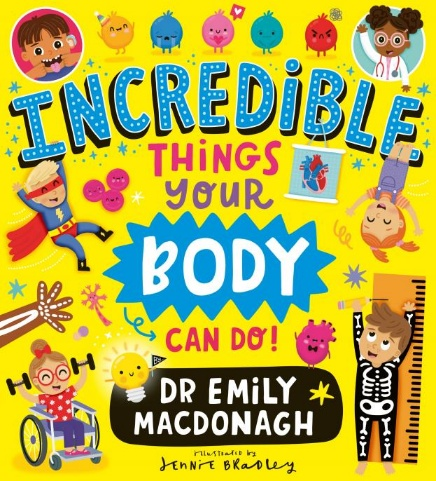 INCREDiBLE
THiNGS
YOUR
BODY
CAN DO!
DR EMiLY
MACDONAGH
iLLUSTRATED by
JENNiE BRADLEY